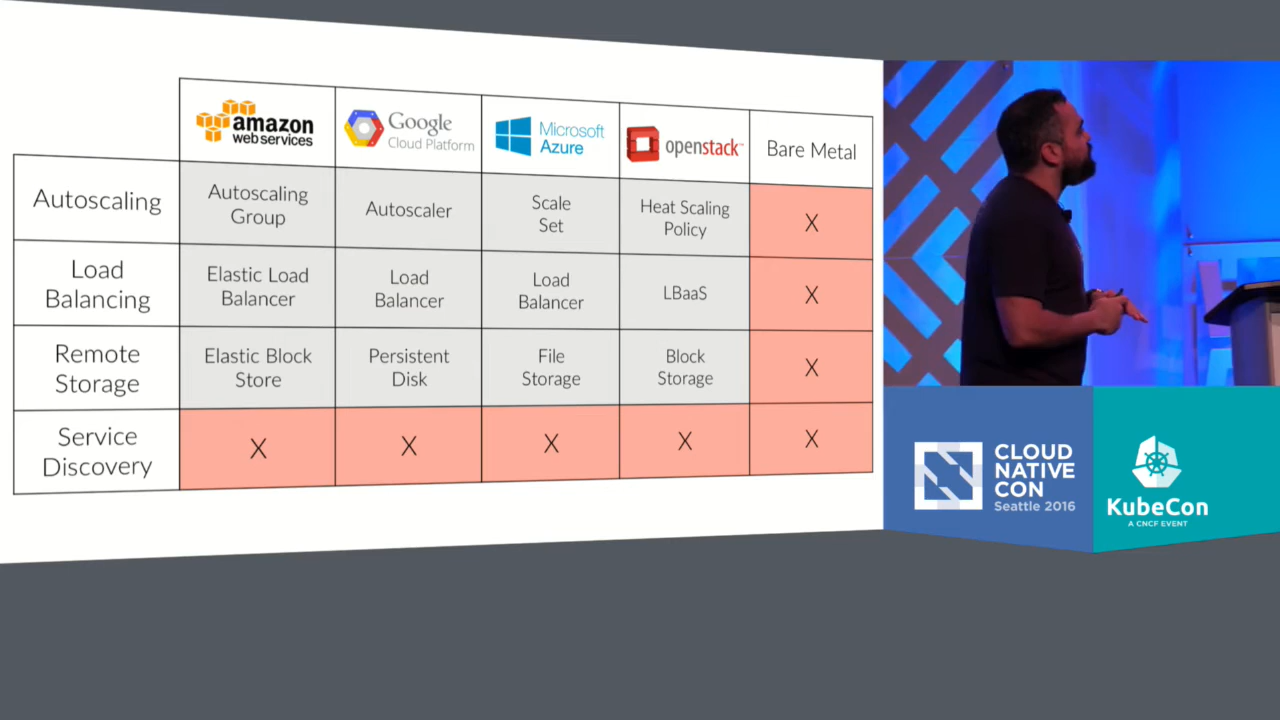 amazon
web services
Google
Cloud Platform
Microsoft
Azure
openstack™
Bare Metal
Autoscaling
Autoscaling
Group
Autoscaler
Scale
Set
Heat Scaling
Policy
X
Load
Balancing
Elastic Load
Balancer
Load
Balancer
Load
Balancer
LBaaS
X
Remote
Storage
Elastic Block
Store
Persistent
Disk
File
Storage
Block
Storage
X
Service
Discovery
X
X
X
X
X
CLOUD
NATIVE
CON
Seattle 2016
KubeCon
A CNCF EVENT